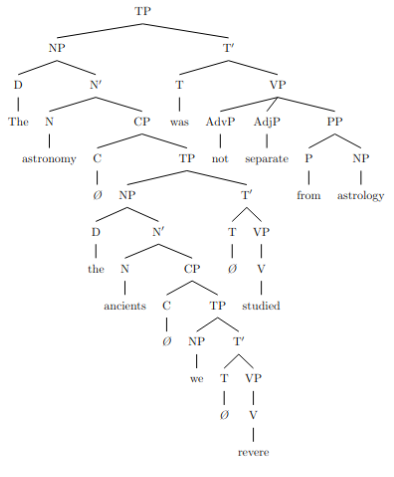 TP
NP T′
D N′ T VP
The N CP was AdvP AdjP PP
astronomy C TP not separate P NP
Ø NP T′ from astrology
D N′ T VP
the N CP Ø V
ancients C TP studied
Ø NP T′
we T VP
Ø V
revere